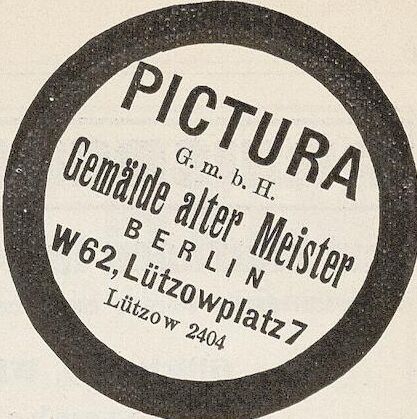 PICTURA
G. m. b. H.
Gemälde alter Meister
BERLIN
W 62, Lützowplatz 7
Lützow 2404